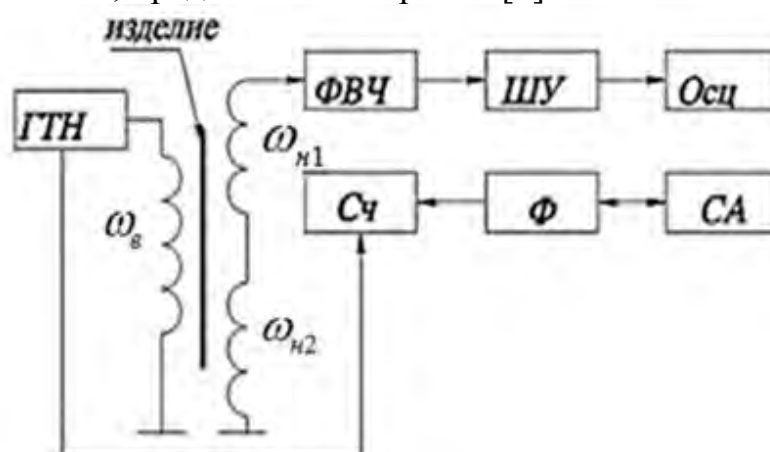 изделие
ГТН
ФВЧ
ШУ
Осц
ω_н1
Сч
Ф
СА
ω_в
ω_н2